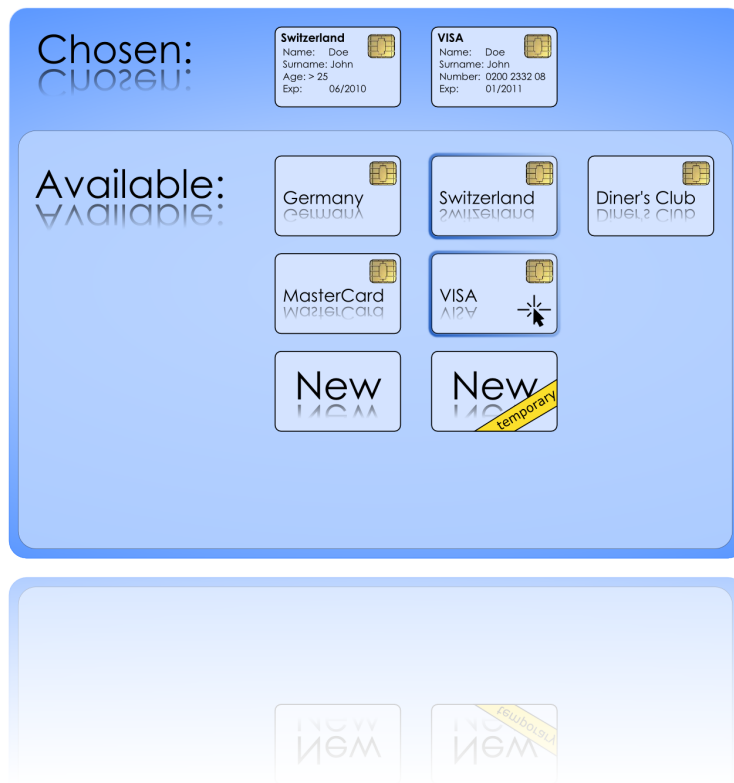 Chosen:
Switzerland
Name: Doe
Surname: John
Age: > 25
Exp: 06/2010
VISA
Name: Doe
Surname: John
Number: 0200 2332 08
Exp: 01/2011
Available:
Germany
Switzerland
Diner's Club
MasterCard
VISA
New
New
temporary